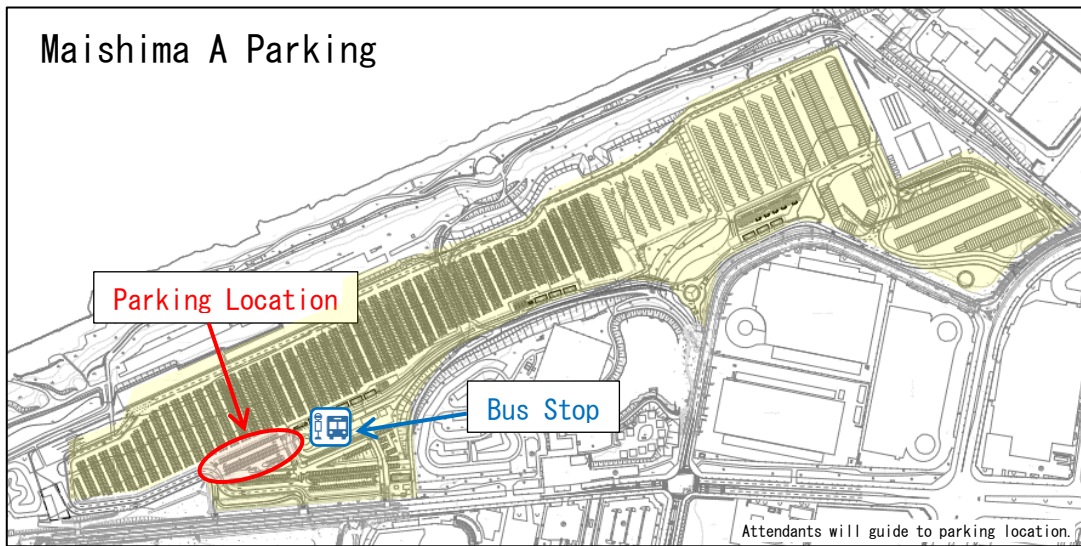 Maishima A Parking
Parking Location
Bus Stop
Attendants will guide to parking location.